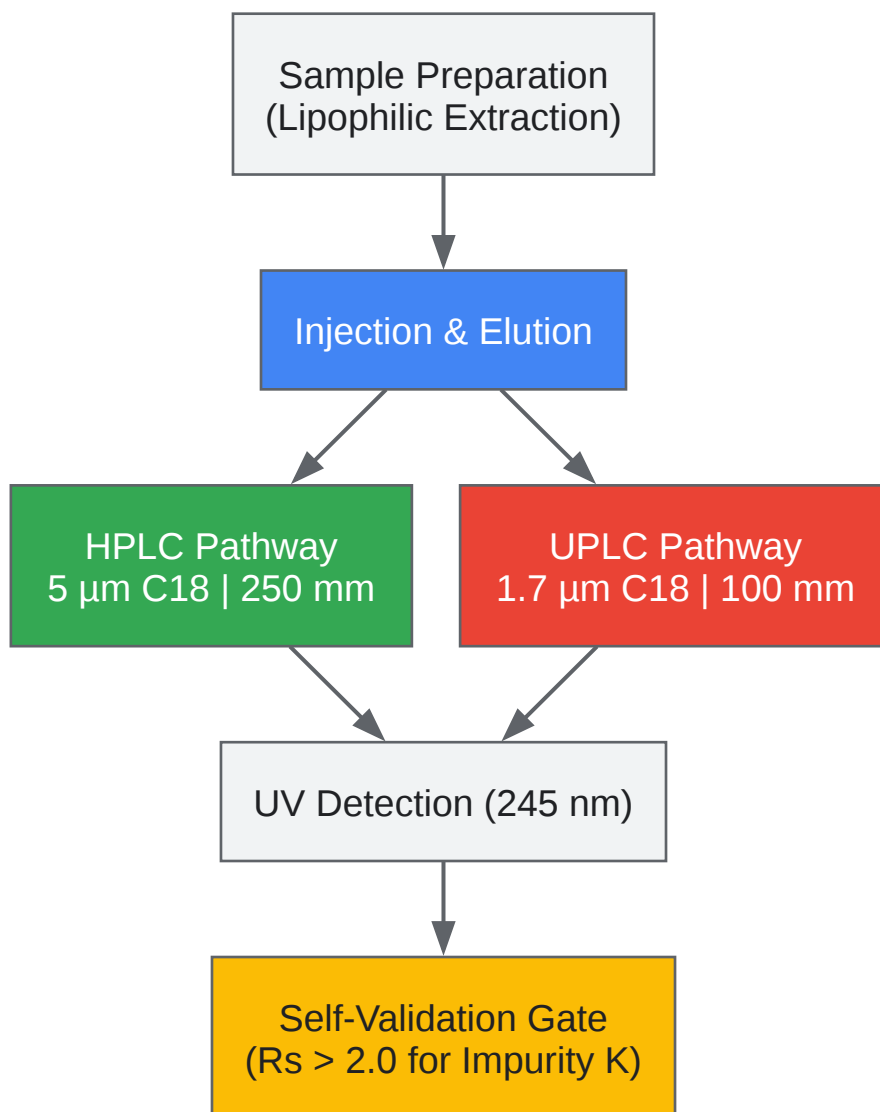 Sample Preparation
(Lipophilic Extraction)
Injection & Elution
HPLC Pathway
5 µm C18 | 250 mm
UPLC Pathway
1.7 µm C18 | 100 mm
UV Detection (245 nm)
Self-Validation Gate
(Rs > 2.0 for Impurity K)